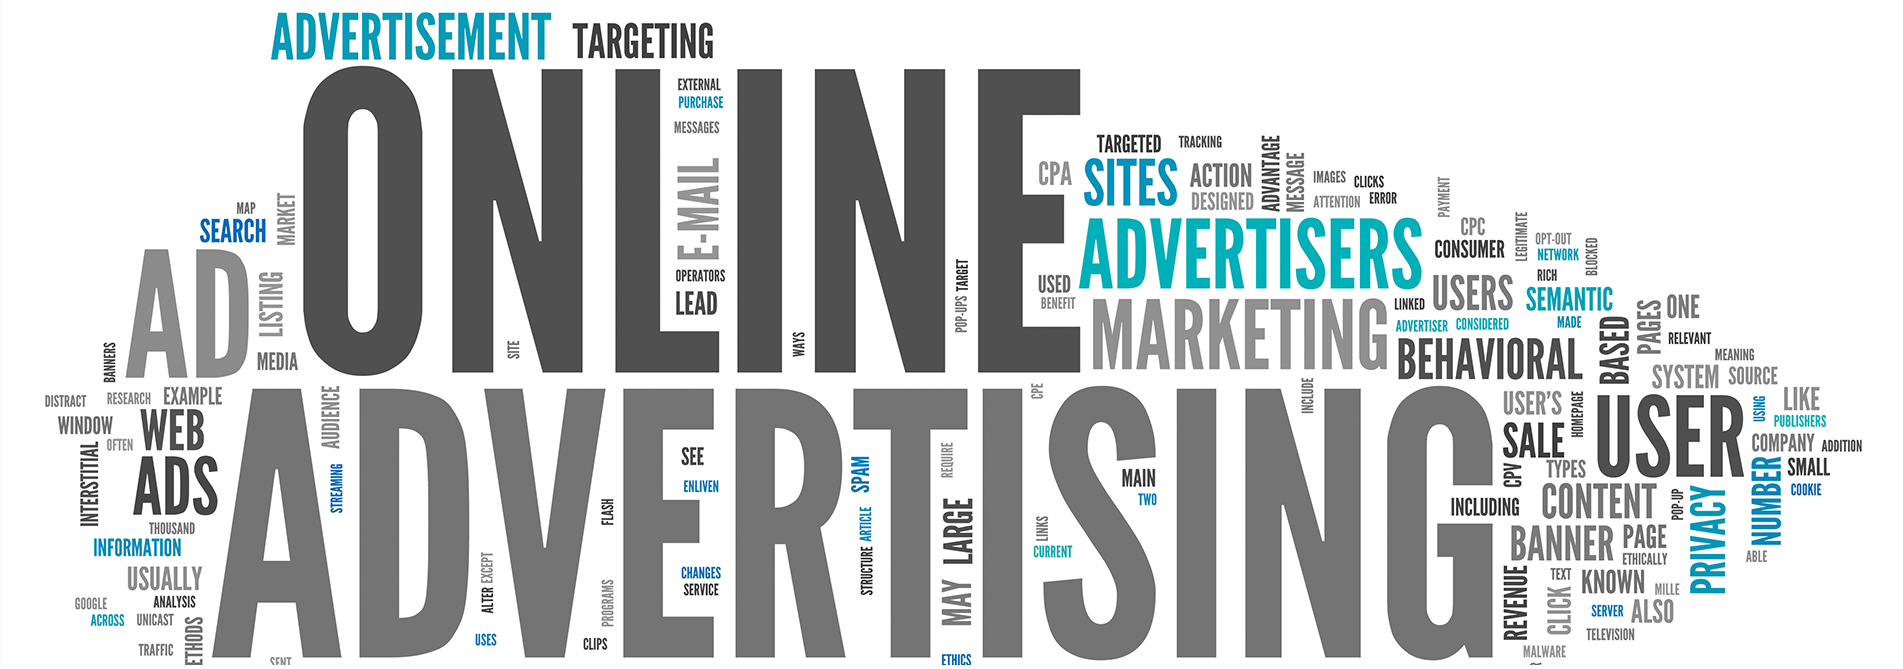 ADVERTISEMENT TARGETING
ONLINE
EXTERNAL
PURCHASE
MESSAGES
E-MAIL
OPERATORS
LEAD
SITE
WAYS
POP-UPS TARGET
MAP
SEARCH
MARKET
AD
LISTING
MEDIA
BANNERS
CPA
TARGETED
TRACKING
SITES
ACTION
DESIGNED
ADVANTAGE
MESSAGE
IMAGES
CLICKS
ATTENTION
ERROR
USED
BENEFIT
ADVERTISERS
MARKETING
PAYMENT
CPC
CONSUMER
LEGITIMATE
OPT-OUT
NETWORK
BLOCKED
RICH
LINKED
USERS
SEMANTIC
ADVERTISER
CONSIDERED
MADE
BEHAVIORAL
BASED
PAGES
ONE
RELEVANT
MEANING
SYSTEM
SOURCE
ADVERTISING
DISTRACT
RESEARCH
EXAMPLE
WINDOW
OFTEN
WEB
ADS
INTERSTITIAL
THOUSAND
INFORMATION
USUALLY
GOOGLE
ANALYSIS
ACROSS
UNICAST
TRAFFIC
ETHODS
SENT
AUDIENCE
STREAMING
ALTER EXCEPT
USES
FLASH
PROGRAMS
CLIPS
SEE
ENLIVEN
CHANGES
SERVICE
SPAM
STRUCTURE ARTICLE
REQUIRE
MAY LARGE
ETHICS
CPE
LINKS
CURRENT
MAIN
TWO
INCLUDE
INCLUDING
USER'S
HOMEPAGE
SALE
CPV
TYPES
USER
USING
LIKE
PUBLISHERS
COMPANY
ADDITION
NUMBER
SMALL
COOKIE
CONTENT
POP-UP
PRIVACY
BANNER
PAGE
ETHICALLY
ABLE
REVENUE
TEXT
KNOWN
MILLE
CLICK
SERVER
ALSO
TELEVISION
MALWARE